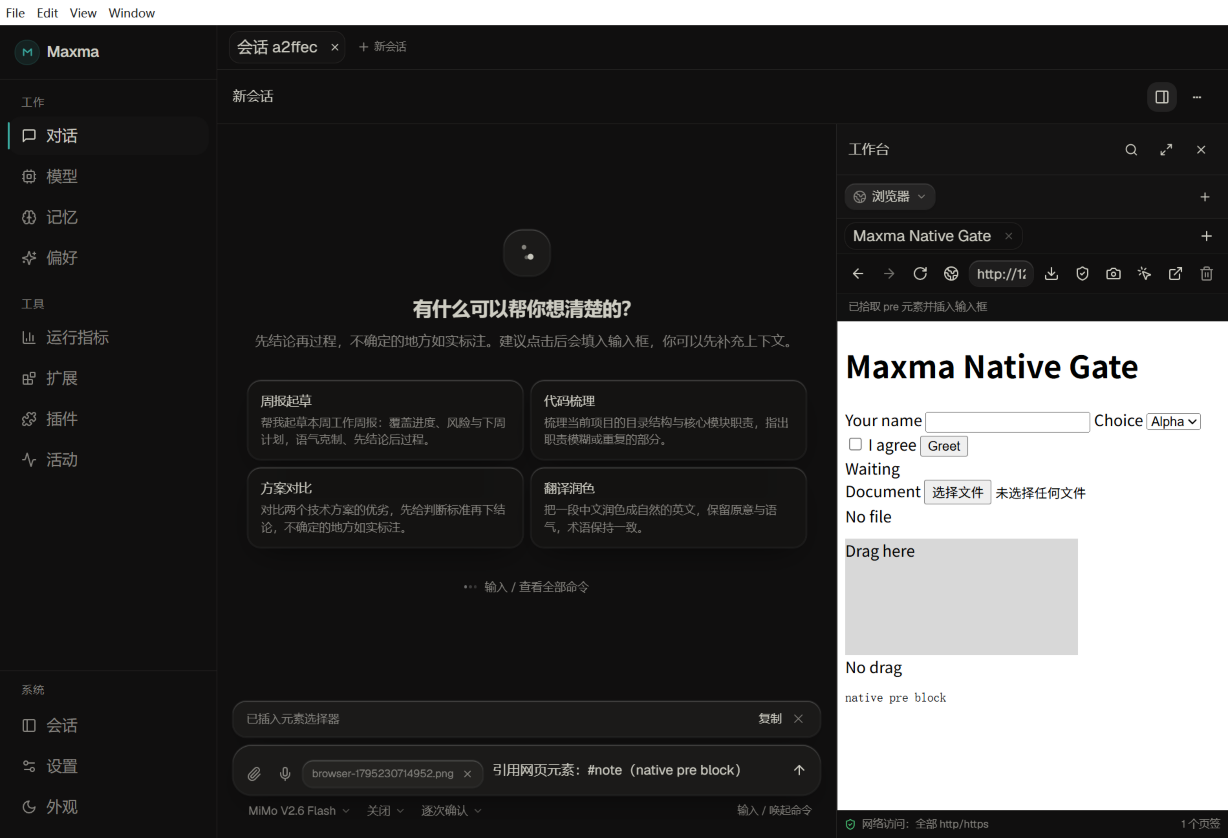 File Edit View Window
M Maxma
会话 a2ffec × + 新会话
工作
新会话
对话
模型
记忆
偏好
工具
运行指标
扩展
插件
活动
系统
会话
设置
外观
有什么可以帮你想清楚的？
先结论再过程，不确定的地方如实标注。建议点击后会填入输入框，你可以先补充上下文。
周报起草
帮我起草本周工作周报：覆盖进度、风险与下周
计划，语气克制、先结论后过程。
代码梳理
梳理当前项目的目录结构与核心模块职责，指出
职责模糊或重复的部分。
方案对比
对比两个技术方案的优劣，先给判断标准再下结
论，不确定的地方如实标注。
翻译润色
把一段中文润色成自然的英文，保留原意与语
气，术语保持一致。
输入 / 查看全部命令
已插入元素选择器 复制
browser-1795230714952.png × 引用网页元素：#note（native pre block）
MiMo V2.6 Flash 关闭 逐次确认 输入 / 唤起命令
工作台
浏览器
Maxma Native Gate
http://12
已拾取 pre 元素并插入输入框
Maxma Native Gate
Your name Choice Alpha
I agree Greet
Waiting
Document 选择文件 未选择任何文件
No file
Drag here
No drag
native pre block
网络访问：全部 http/https 1 个页签